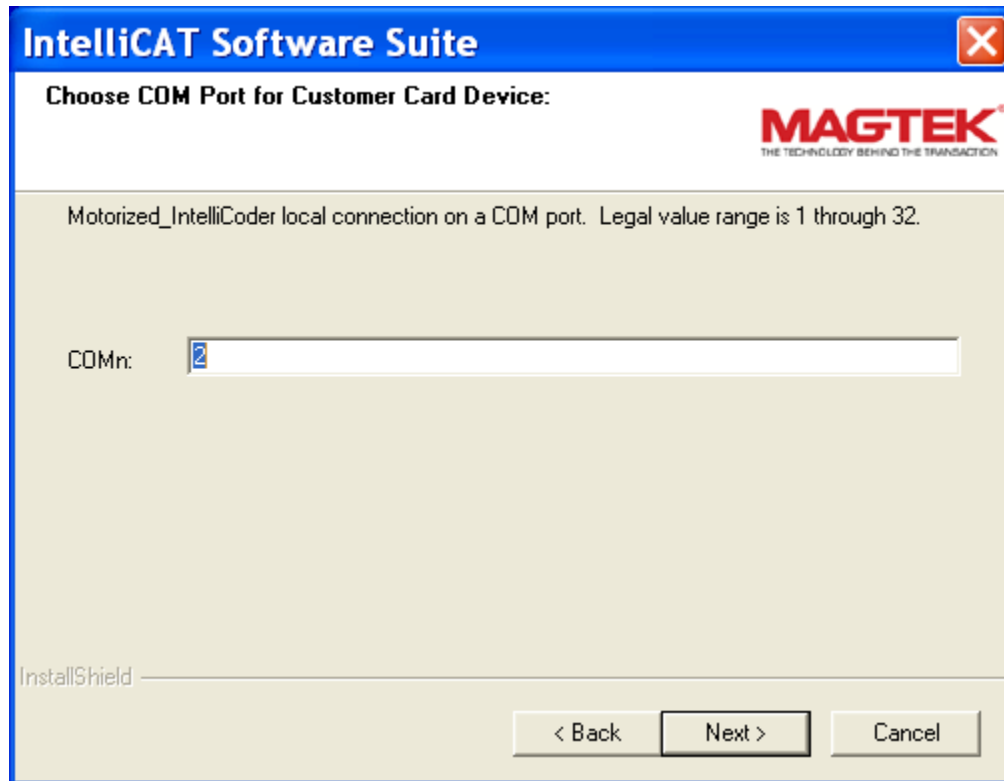 IntelliCAT Software Suite
Choose COM Port for Customer Card Device:
MAGTEK®
THE TECHNOLOGY BEHIND THE TRANSACTION
Motorized_IntelliCoder local connection on a COM port.  Legal value range is 1 through 32.
COMn:
2
InstallShield
< Back
Next >
Cancel